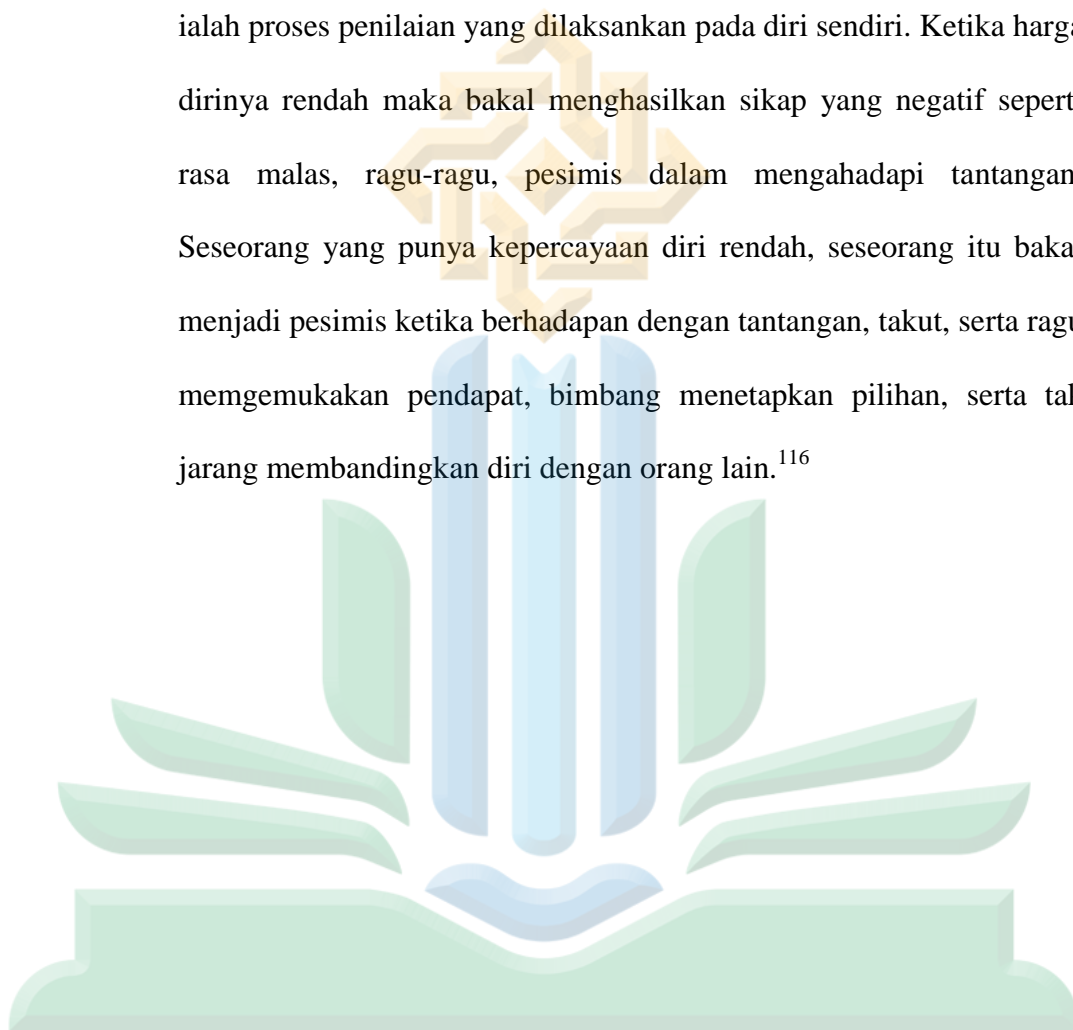 ialah proses penilaian yang dilaksankan pada diri sendiri. Ketika harga
dirinya rendah maka bakal menghasilkan sikap yang negatif sepert
rasa malas, ragu-ragu, pesimis dalam mengahadapi tantangan
Seseorang yang punya kepercayaan diri rendah, seseorang itu baka
menjadi pesimis ketika berhadapan dengan tantangan, takut, serta ragu
memgemukakan pendapat, bimbang menetapkan pilihan, serta tak
jarang membandingkan diri dengan orang lain.116